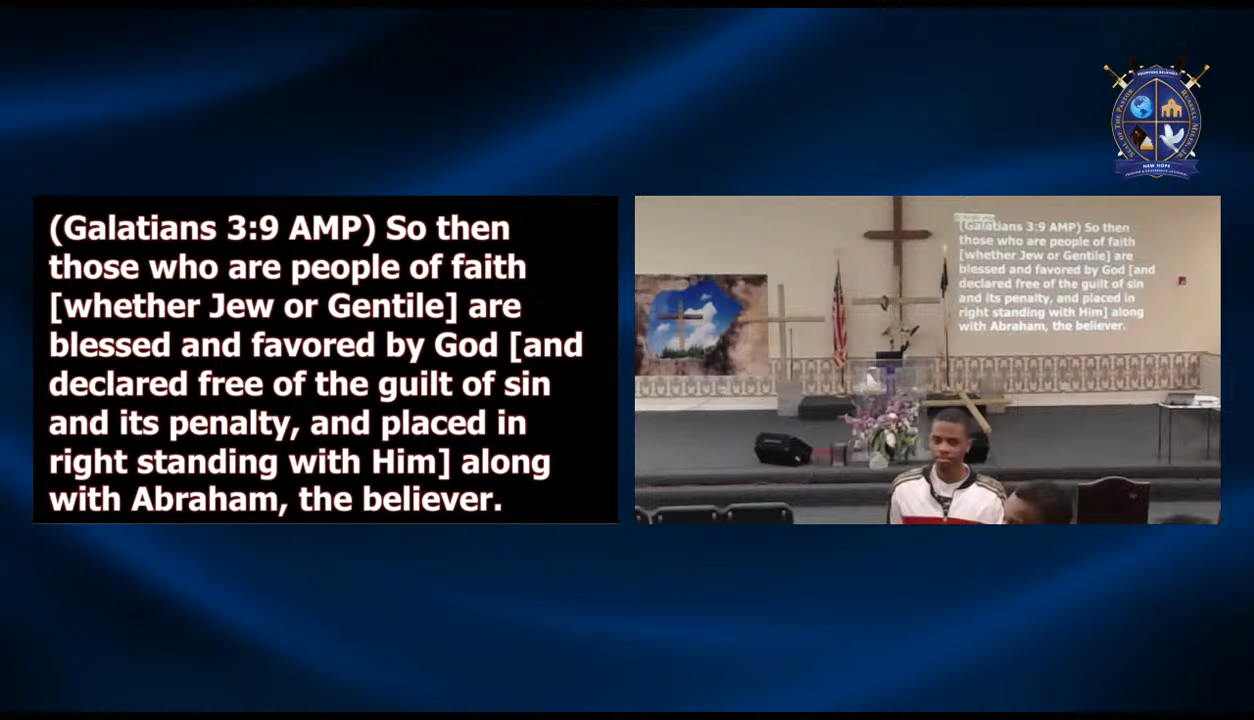 (Galatians 3:9 AMP) So then
those who are people of faith
[whether Jew or Gentile] are
blessed and favored by God [and
declared free of the guilt of sin
and its penalty, and placed in
right standing with Him] along
with Abraham, the believer.
(Galatians 3:9 AMP) So then
those who are people of faith
[whether Jew or Gentile] are
blessed and favored by God [and
declared free of the guilt of sin
and its penalty, and placed in
right standing with Him] along
with Abraham, the believer.
SEAL OF THE PASTOR
NEW HOPE